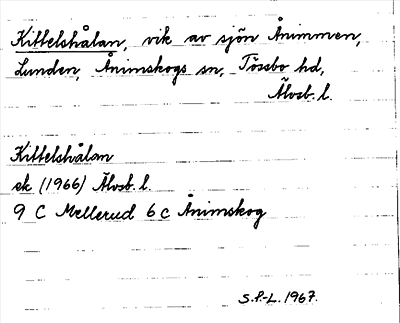 Kittelshålan, vik av sjön Ånimmen,
Lunden, Ånimskogs sn, Tössbo hd,
Älvsb. l.
Kittelshålan
ek (1966) Älvsb. l.
9 C Mellerud 6 c Ånimskog
S.P.-L. 1967.